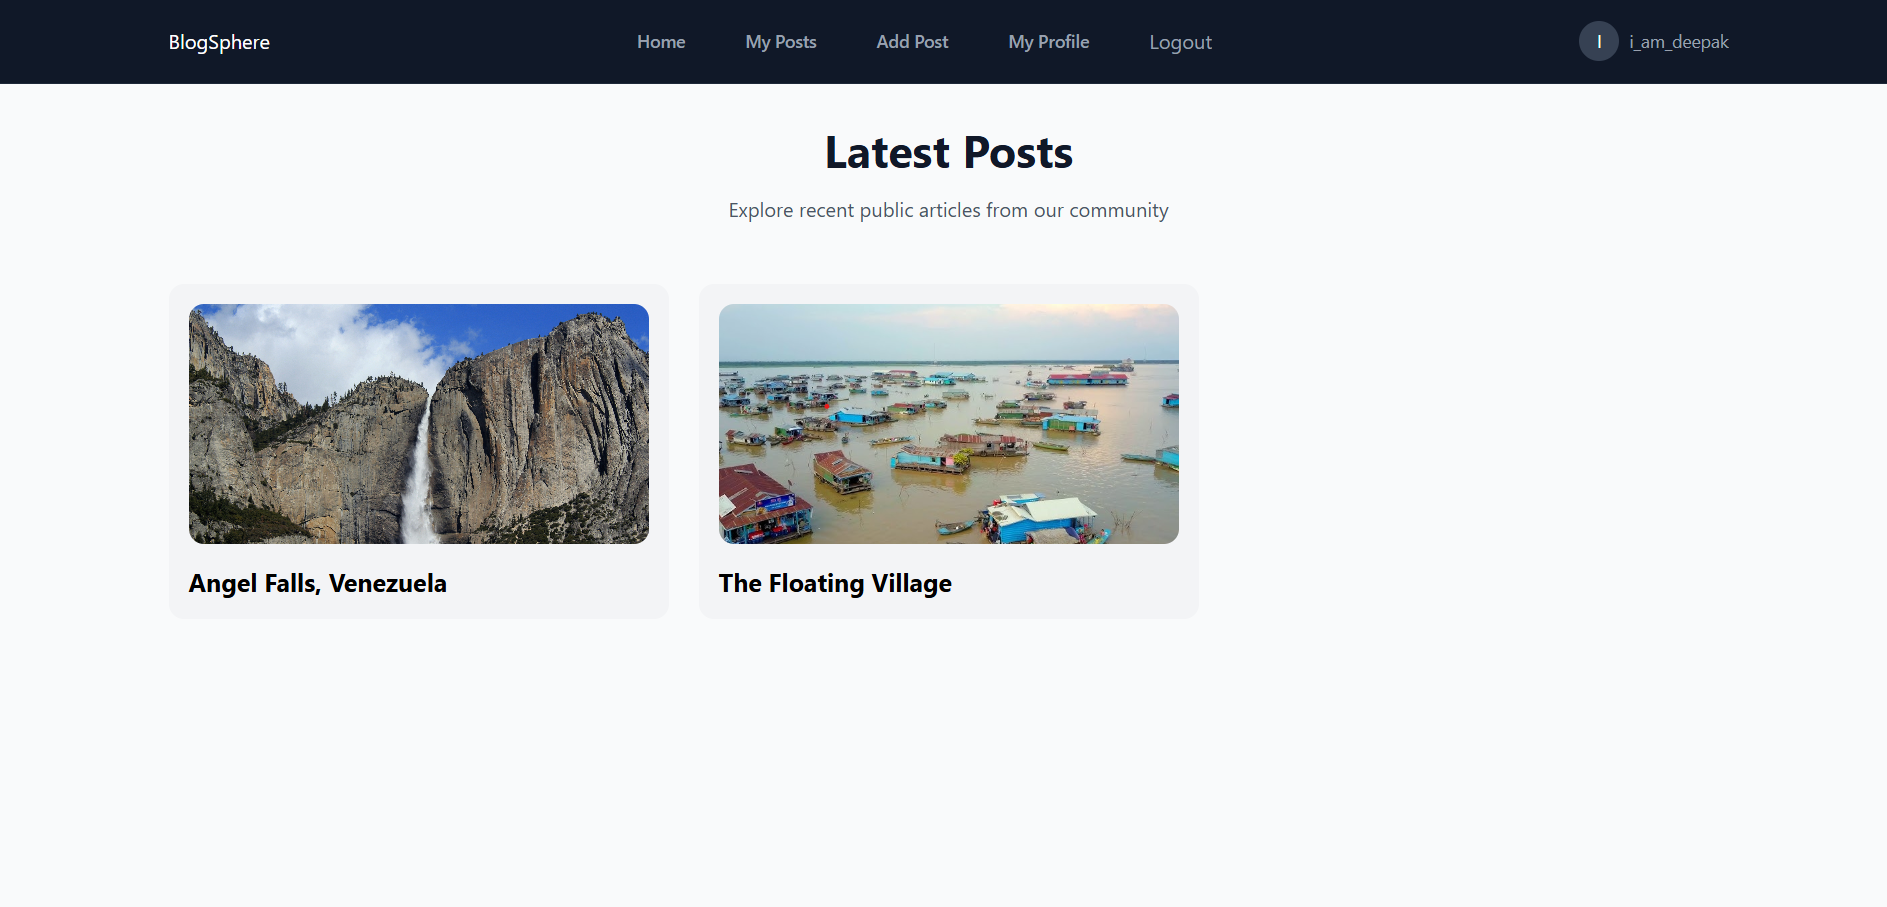 BlogSphere
Home
My Posts
Add Post
My Profile
Logout
I
i_am_deepak
Latest Posts
Explore recent public articles from our community
Angel Falls, Venezuela
The Floating Village